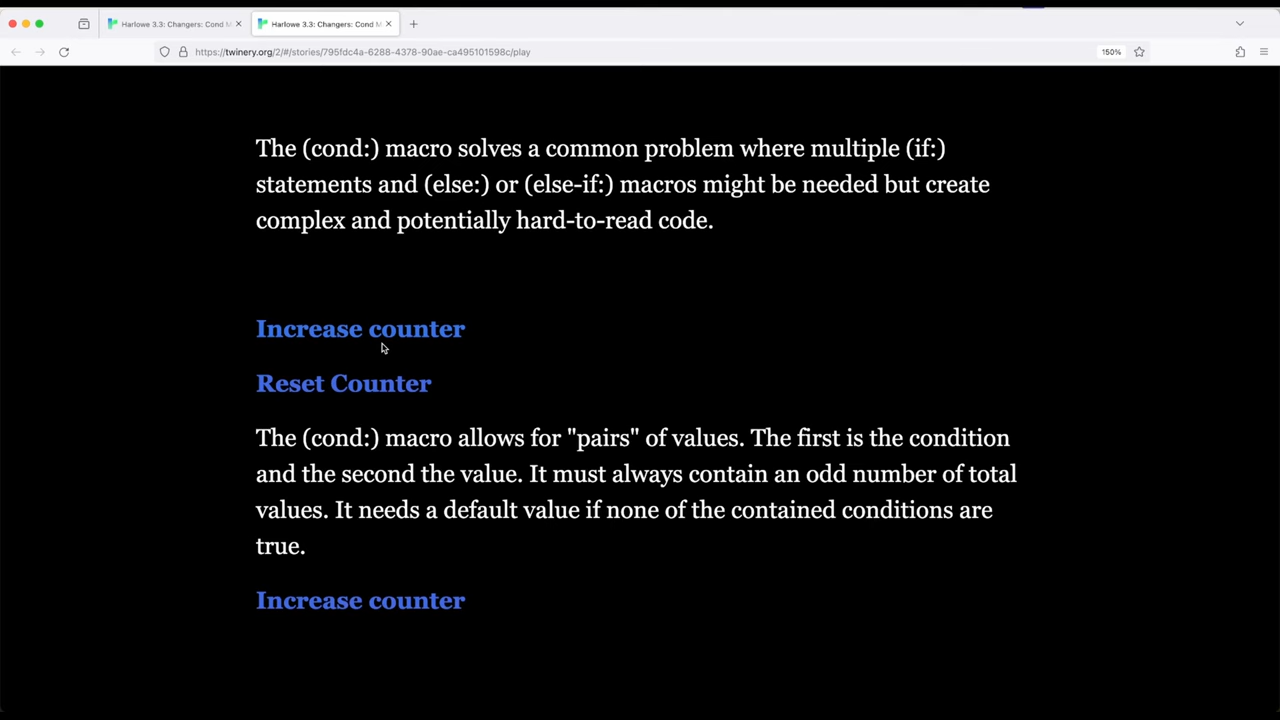 Harlowe 3.3: Changers: Cond M
Harlowe 3.3: Changers: Cond M
https://twinery.org/2/#/stories/795fdc4a-6288-4378-90ae-ca495101598c/play
150%
The (cond:) macro solves a common problem where multiple (if:)
statements and (else:) or (else-if:) macros might be needed but create
complex and potentially hard-to-read code.
Increase counter
Reset Counter
The (cond:) macro allows for "pairs" of values. The first is the condition
and the second the value. It must always contain an odd number of total
values. It needs a default value if none of the contained conditions are
true.
Increase counter